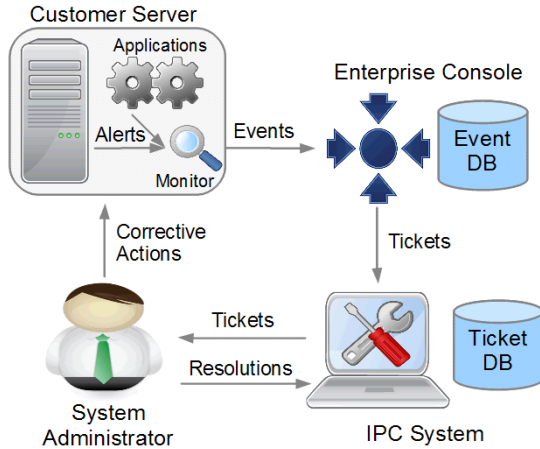 Customer Server
Applications
Alerts
Monitor
Events
Enterprise Console
Event
DB
Corrective
Actions
Tickets
Tickets
Resolutions
Ticket
DB
System
Administrator
IPC System